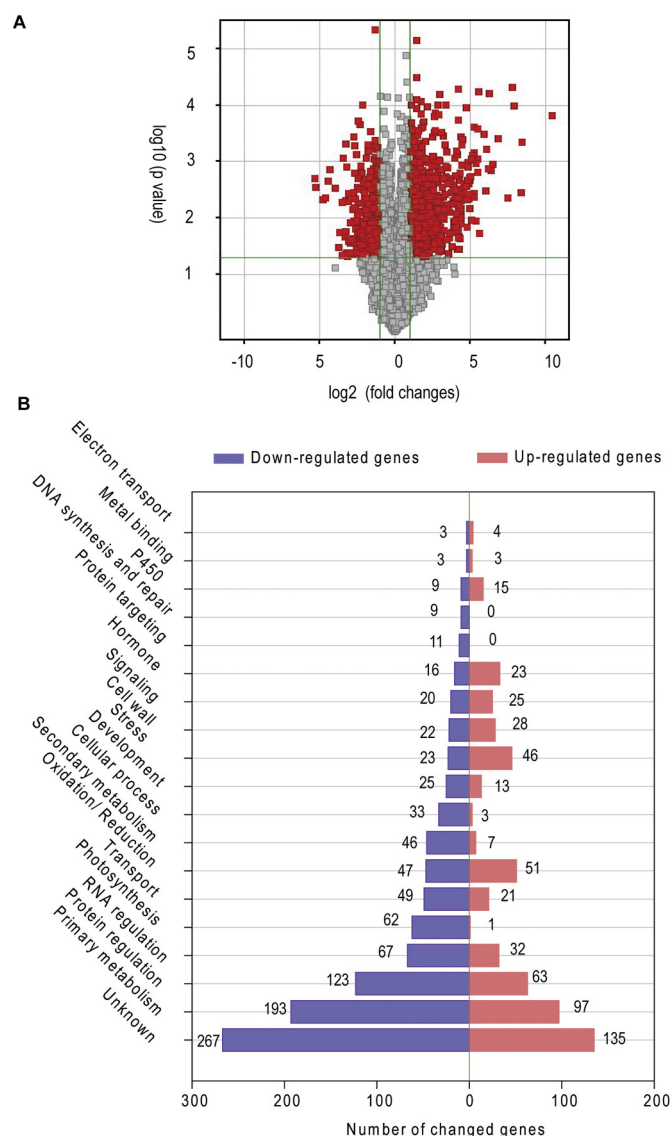 A
5
4
3
2
1
log10 (p value)
-10 5 0 5 10
log2 (fold changes)
B
Down-regulated genes Up-regulated genes
Electron transport
Metal binding
P450
DNA synthesis and repair
Protein targeting
Hormone
Signaling
Cell wall
Stress
Development
Cellular process
Secondary metabolism
Oxidation/ Reduction
Transport
Photosynthesis
RNA regulation
Protein regulation
Primary metabolism
Unknown
3 4
3 3
9 15
9 0
11 0
16 23
20 25
22 28
23 46
25 13
33 3
46 7
47 51
49 21
62 1
67 32
123 63
193 97
267 135
300 200 100 0 100 200
Number of changed genes